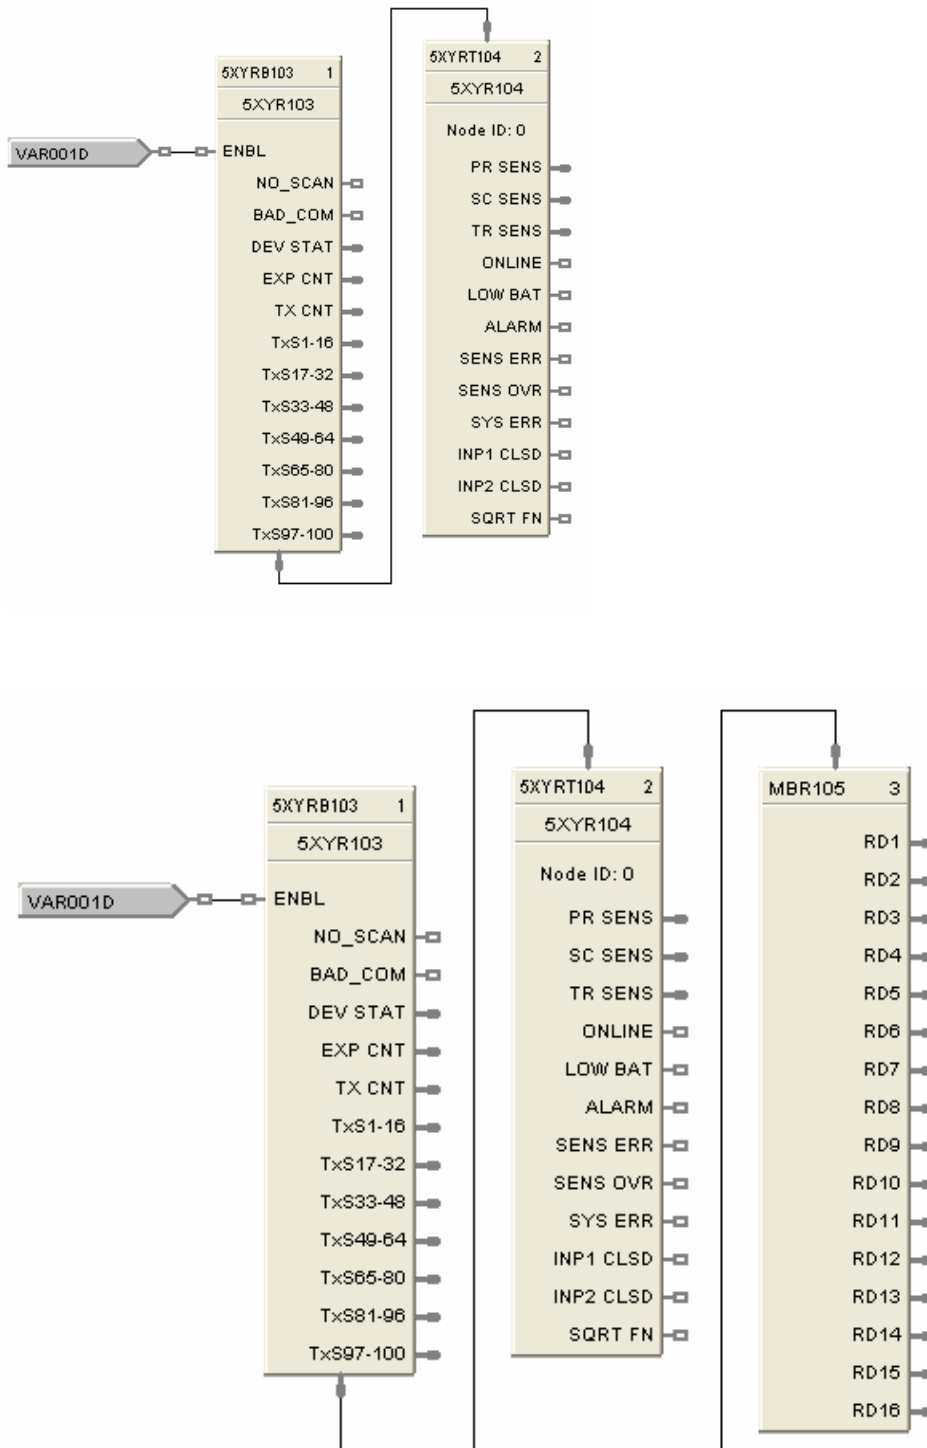 5XYRB103 1
5XYR103
VAR001D
ENBL
NO_SCAN
BAD_COM
DEV STAT
EXP CNT
TX CNT
TxS1-16
TxS17-32
TxS33-48
TxS49-64
TxS65-80
TxS81-96
TxS97-100
5XYRT104 2
5XYR104
Node ID: 0
PR SENS
SC SENS
TR SENS
ONLINE
LOW BAT
ALARM
SENS ERR
SENS OVR
SYS ERR
INP1 CLSD
INP2 CLSD
SQRT FN
5XYRB103 1
5XYR103
VAR001D
ENBL
NO_SCAN
BAD_COM
DEV STAT
EXP CNT
TX CNT
TxS1-16
TxS17-32
TxS33-48
TxS49-64
TxS65-80
TxS81-96
TxS97-100
5XYRT104 2
5XYR104
Node ID: 0
PR SENS
SC SENS
TR SENS
ONLINE
LOW BAT
ALARM
SENS ERR
SENS OVR
SYS ERR
INP1 CLSD
INP2 CLSD
SQRT FN
MBR105 3
RD1
RD2
RD3
RD4
RD5
RD6
RD7
RD8
RD9
RD10
RD11
RD12
RD13
RD14
RD15
RD16